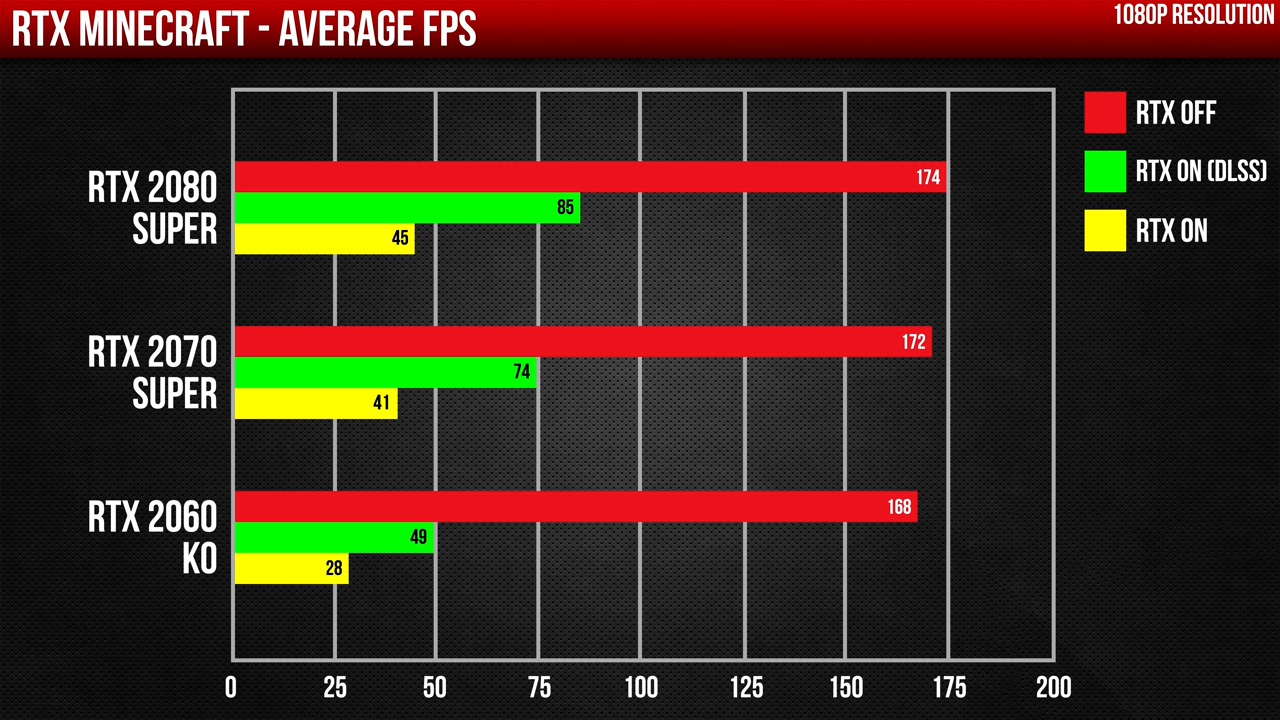 RTX MINECRAFT - AVERAGE FPS
1080P RESOLUTION
RTX OFF
RTX ON (DLSS)
RTX ON
RTX 2080
SUPER
174
85
45
RTX 2070
SUPER
172
74
41
RTX 2060
KO
168
49
28
0 25 50 75 100 125 150 175 200